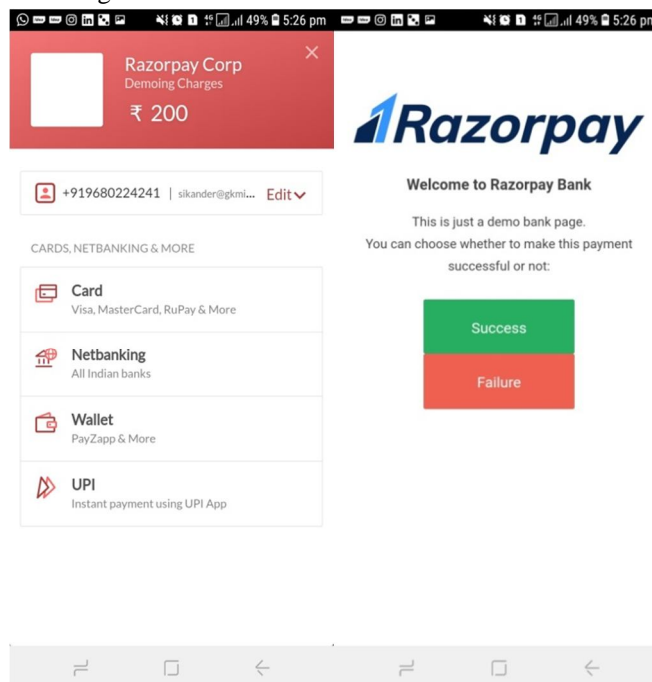 49% 5:26 pm
Razorpay Corp
Demoing Charges
₹ 200
+919680224241 | sikander@gkmi... Edit
CARDS, NETBANKING & MORE
Card
Visa, MasterCard, RuPay & More
Netbanking
All Indian banks
Wallet
PayZapp & More
UPI
Instant payment using UPI App
49% 5:26 pm
Razorpay
Welcome to Razorpay Bank
This is just a demo bank page.
You can choose whether to make this payment
successful or not:
Success
Failure